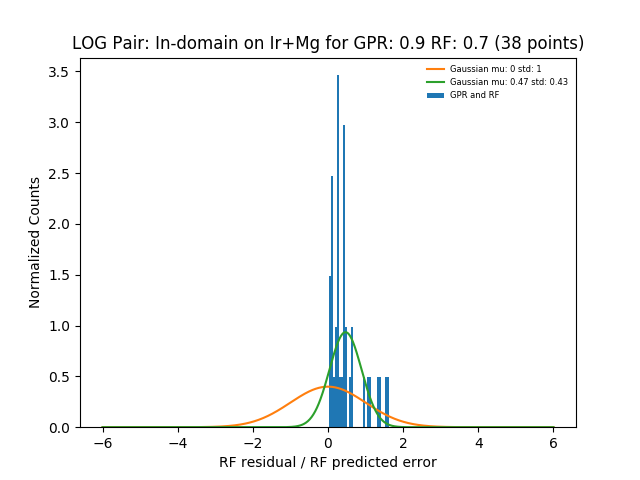 LOG Pair: In-domain on Ir+Mg for GPR: 0.9 RF: 0.7 (38 points)
Gaussian mu: 0 std: 1
Gaussian mu: 0.47 std: 0.43
GPR and RF
Normalized Counts
3.5
3.0
2.5
2.0
1.5
1.0
0.5
0.0
−6 −4 −2 0 2 4 6
RF residual / RF predicted error